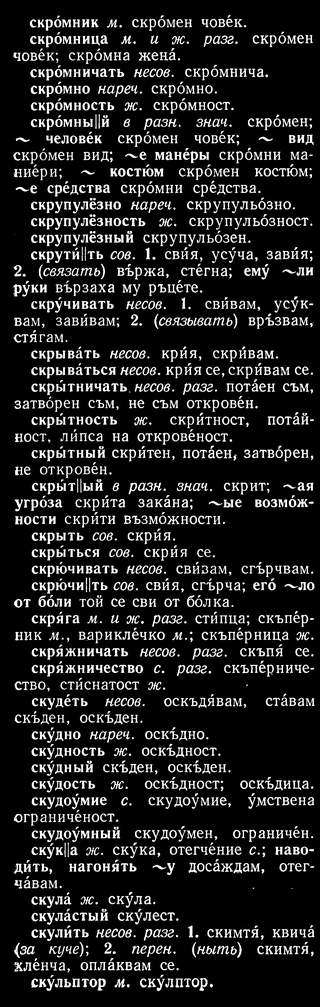 скро́мник м. скро́мен чове́к.
скро́мница м. и ж. разг. скро́мен
чове́к; скро́мна жена́.
скро́мничать несов. скро́мнича.
скро́мно нареч. скро́мно.
скро́мность ж. скро́мност.
скро́мны||й в разн. знач. скро́мен;
~ челове́к скро́мен чове́к; ~ вид
скро́мен вид; ~е мане́ры скро́мни ма-
ние́ри; ~ костю́м скро́мен костю́м;
~е сре́дства скро́мни сре́дства.
скрупулёзно нареч. скрупульо́зно.
скрупулёзность ж. скрупульо́зност.
скрупулёзный скрупульо́зен.
скрути́||ть сов. 1. свия́, усу́ча, завия́;
2. (связать) въ́ржа, сте́гна; ему́ ~ли
ру́ки въ́рзаха му ръце́те.
скру́чивать несов. 1. сви́вам, усу́к-
вам, зави́вам; 2. (связывать) връ́звам,
стя́гам.
скрыва́ть несов. кри́я, скри́вам.
скрыва́ться несов. кри́я се, скри́вам се.
скры́тничать несов. разг. пота́ен съм,
затво́рен съм, не съм открове́н.
скры́тность ж. скри́тност, пота́й-
ност, ли́пса на открове́ност.
скры́тный скри́тен, пота́ен, затво́рен,
не открове́н.
скры́т||ый в разн. знач. скрит; ~ая
угро́за скри́та зака́на; ~ые возмо́ж-
ности скри́ти възмо́жности.
скрыть сов. скри́я.
скры́ться сов. скри́я се.
скрю́чивать несов. сви́вам, сгъ́рчвам.
скрю́чи||ть сов. свия́, сгъ́рча; его́ ~ло
от бо́ли той се сви от бо́лка.
скря́га м. и ж. разг. сти́пца; скъпе́р-
ник м., варикле́чко м.; скъпе́рница ж.
скря́жничать несов. разг. скъпя́ се.
скря́жничество с. разг. скъпе́рниче-
ство, сти́снатост ж.
скуде́ть несов. оскъдя́вам, ста́вам
скъ́ден, оскъ́ден.
ску́дно нареч. оскъ́дно.
ску́дность ж. оскъ́дност.
ску́дный скъ́ден, оскъ́ден.
ску́дость ж. оскъ́дност; оскъ́дица.
скудоу́мие с. скудоу́мие, у́мствена
ограниче́ност.
скудоу́мный скудоу́мен, ограниче́н.
ску́к||а ж. ску́ка, отегче́ние с.; наво-
ди́ть, нагоня́ть ~у доса́ждам, отег-
ча́вам.
скула́ ж. ску́ла.
скула́стый скуле́ст.
скули́ть несов. разг. 1. скимтя́, квича́
(за куче); 2. перен. (ныть) скимтя́,
хле́нча, опла́квам се.
ску́льптор м. ску́лптор.